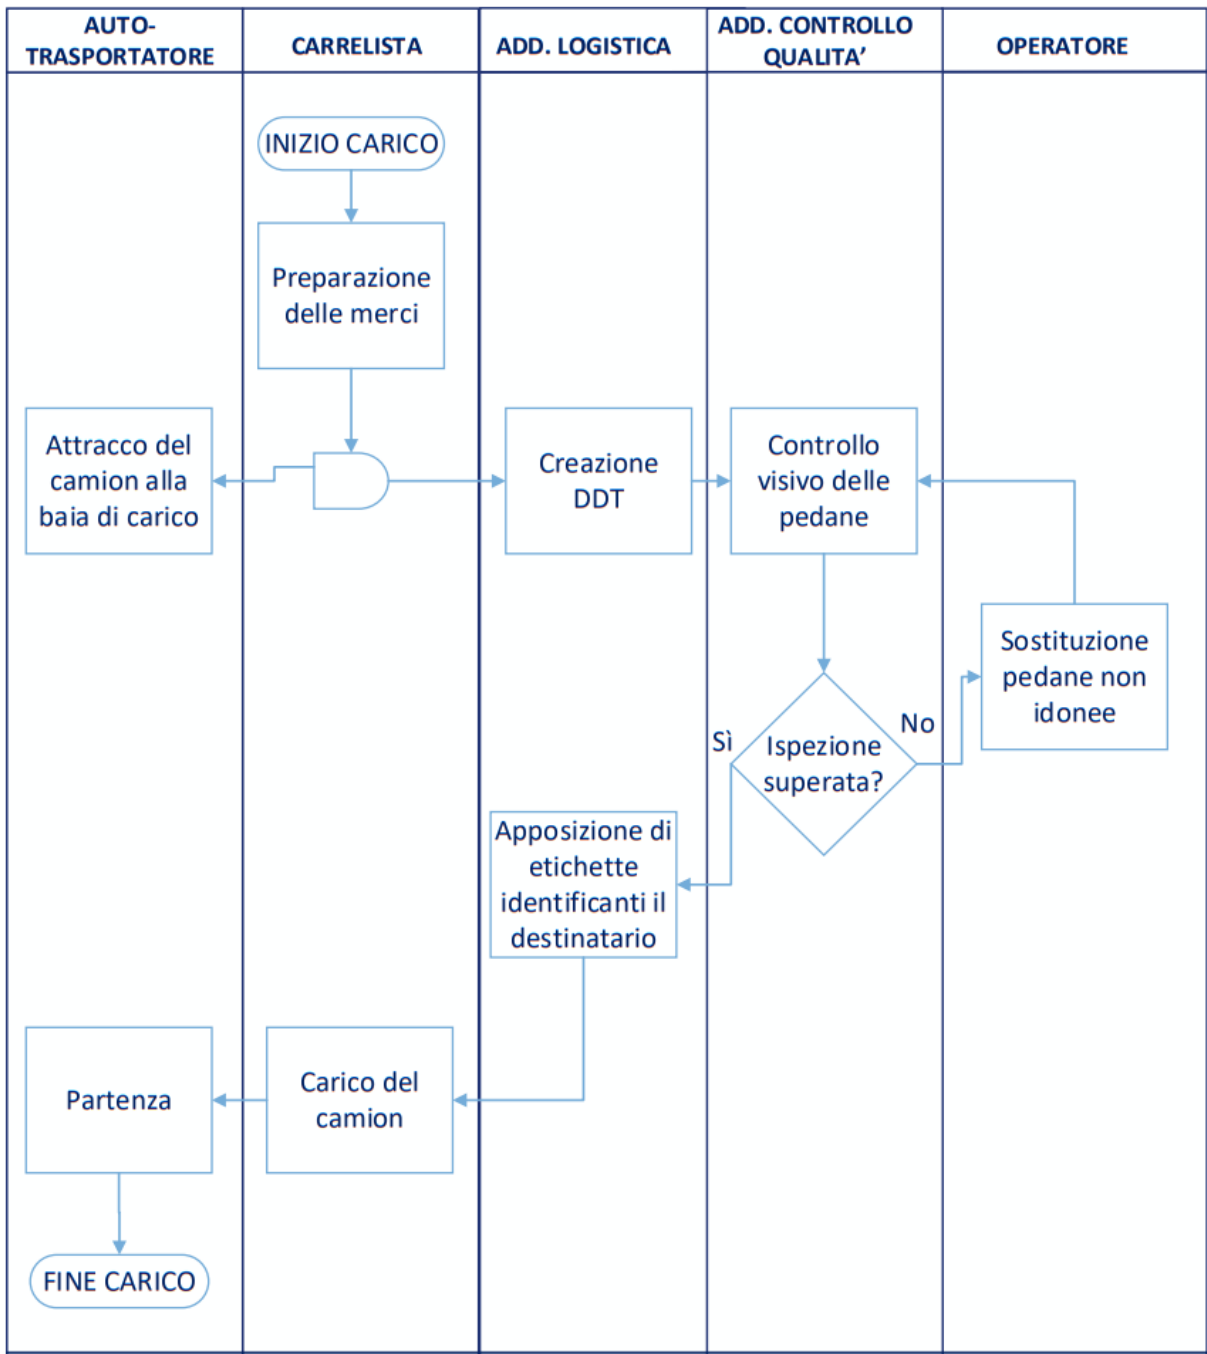 AUTO-
TRASPORTATORE
CARRELISTA
ADD. LOGISTICA
ADD. CONTROLLO
QUALITA’
OPERATORE
INIZIO CARICO
Preparazione
delle merci
Attracco del
camion alla
baia di carico
Creazione
DDT
Controllo
visivo delle
pedane
Sostituzione
pedane non
idonee
Sì
Ispezione
superata?
No
Apposizione di
etichette
identificanti il
destinatario
Partenza
Carico del
camion
FINE CARICO